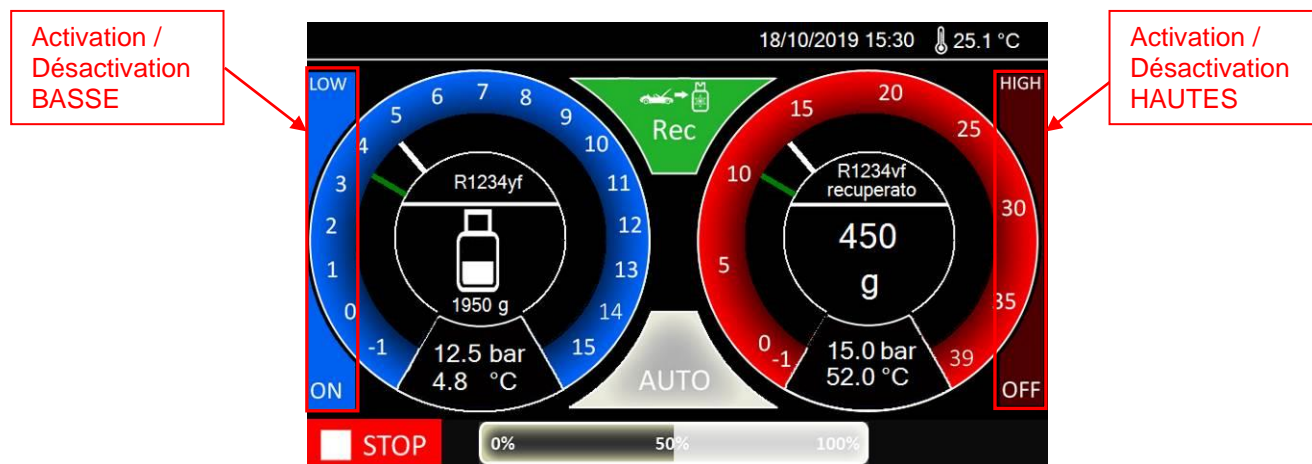 Activation /
Désactivation
BASSE
18/10/2019 15:30 25.1 °C
Activation /
Désactivation
HAUTES
LOW
ON
-1
0
1
2
3
4
5
6
7
8
9
10
11
12
13
14
15
R1234yf
1950 g
12.5 bar
4.8 °C
Rec
AUTO
-1
0
5
10
15
20
25
30
35
39
R1234vf
recuperato
450
g
15.0 bar
52.0 °C
HIGH
OFF
STOP
0% 50% 100%